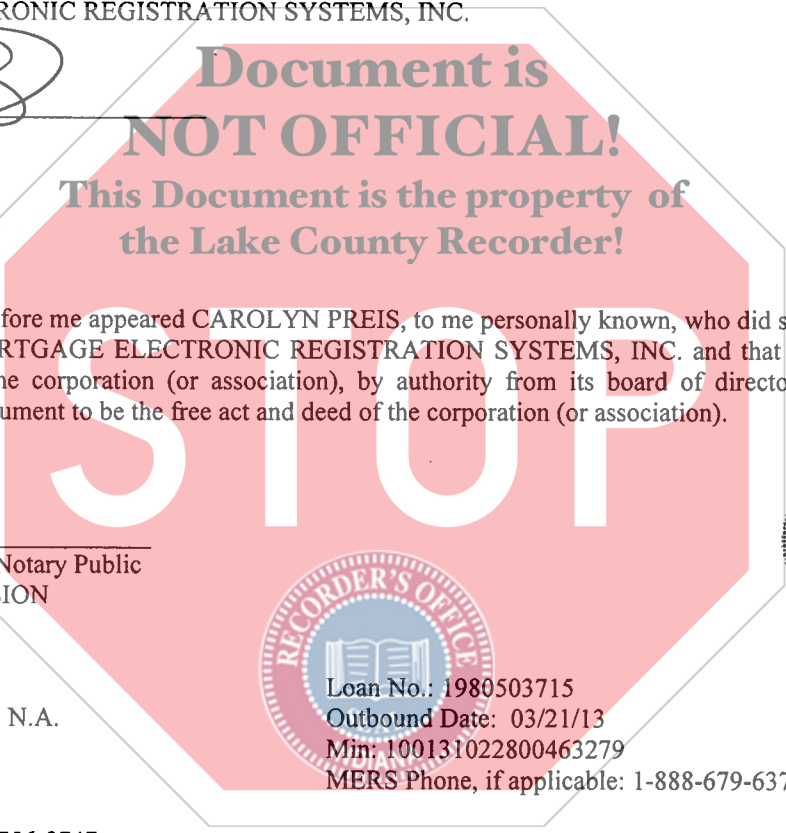 RONIC REGISTRATION SYSTEMS, INC.
Document is
NOT OFFICIAL!
This Document is the property of
the Lake County Recorder!
fore me appeared CAROLYN PREIS, to me personally known, who did s
RTGAGE ELECTRONIC REGISTRATION SYSTEMS, INC. and that
he corporation (or association), by authority from its board of directo
ument to be the free act and deed of the corporation (or association).
STOP
Notary Public
SION
RECORDER'S OFFICE
Loan No.: 1980503715
N.A.
Outbound Date: 03/21/13
Min: 100131022800463279
MERS Phone, if applicable: 1-888-679-637